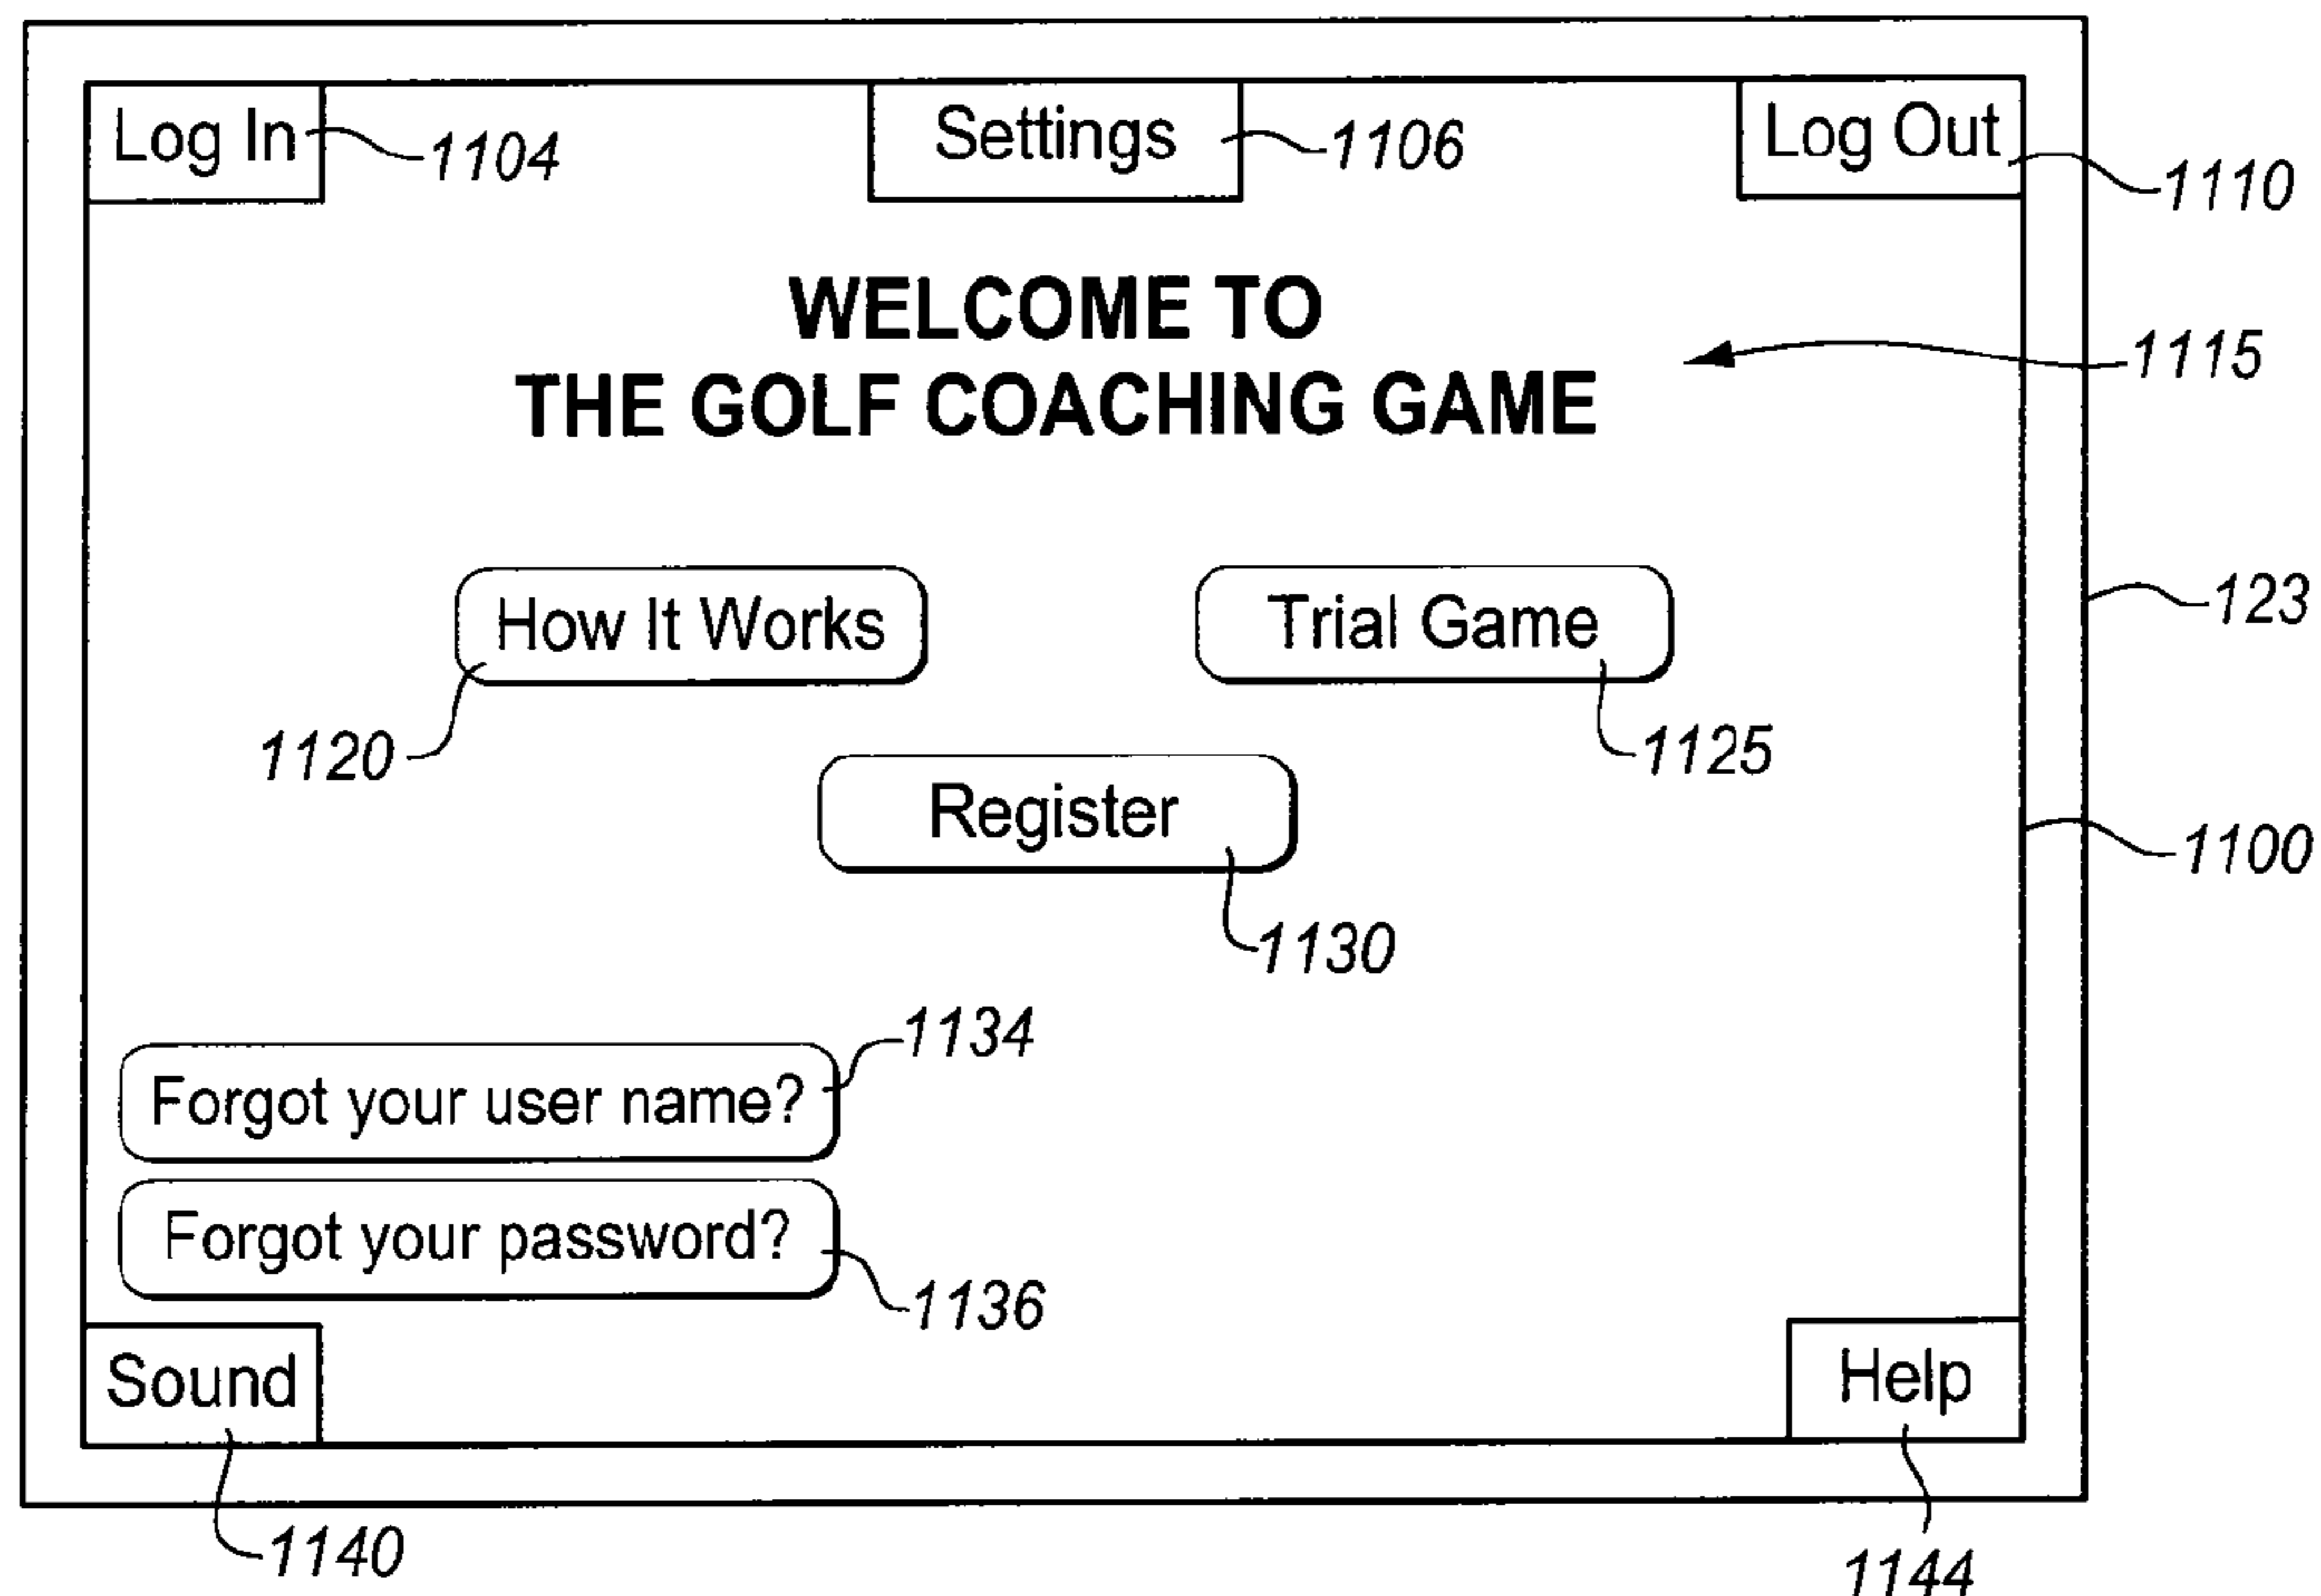 Log In
1104
Settings
1106
Log Out
1110
WELCOME TO
THE GOLF COACHING GAME
1115
How It Works
Trial Game
123
1120
1125
Register
1100
1130
1134
Forgot your user name?
Forgot your password?
1136
Sound
Help
1140
1144